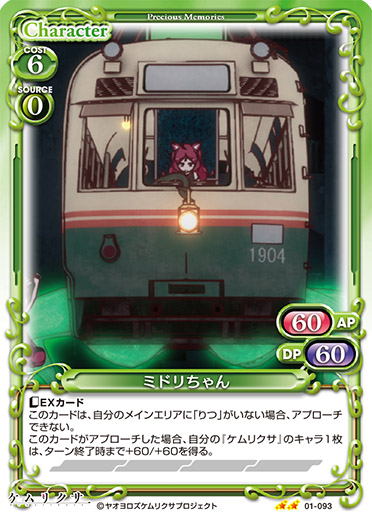 Precious Memories
Character
COST
6
SOURCE
0
1904
60 AP
DP 60
ミドリちゃん
EXカード
このカードは、自分のメインエリアに「りつ」がいない場合、アプローチ
できない。
このカードがアプローチした場合、自分の「ケムリクサ」のキャラ1枚
は、ターン終了時まで+60/+60を得る。
ケムリクサ
©ヤオヨロズケムリクサプロジェクト
01-093